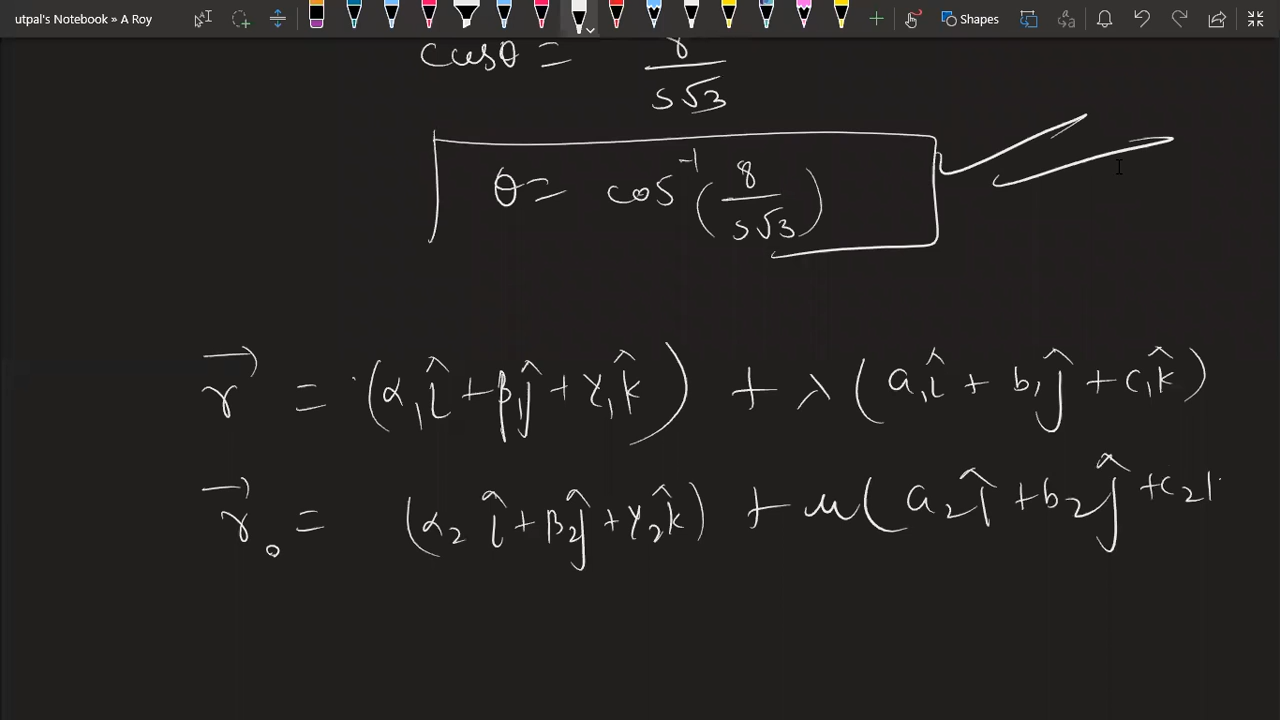 utpal's Notebook » A Roy
Shapes
cosθ = 8/5√3
θ = cos⁻¹(8/5√3)
r⃗ = (α₁î + β₁ĵ + γ₁k̂) + λ(a₁î + b₁ĵ + c₁k̂)
r⃗₀ = (α₂î + β₂ĵ + γ₂k̂) + μ(a₂î + b₂ĵ + c₂